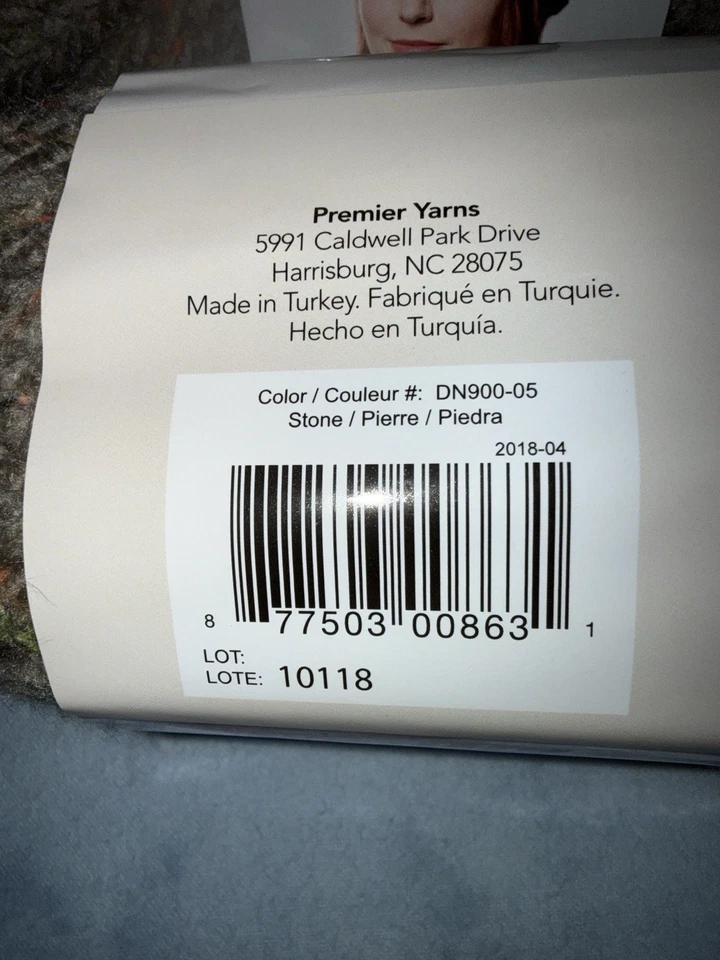 Premier Yarns
5991 Caldwell Park Drive
Harrisburg, NC 28075
Made in Turkey. Fabriqué en Turquie.
Hecho en Turquía.
Color / Couleur #: DN900-05
Stone / Pierre / Piedra
2018-04
8 77503 00863 1
LOT:
LOTE: 10118